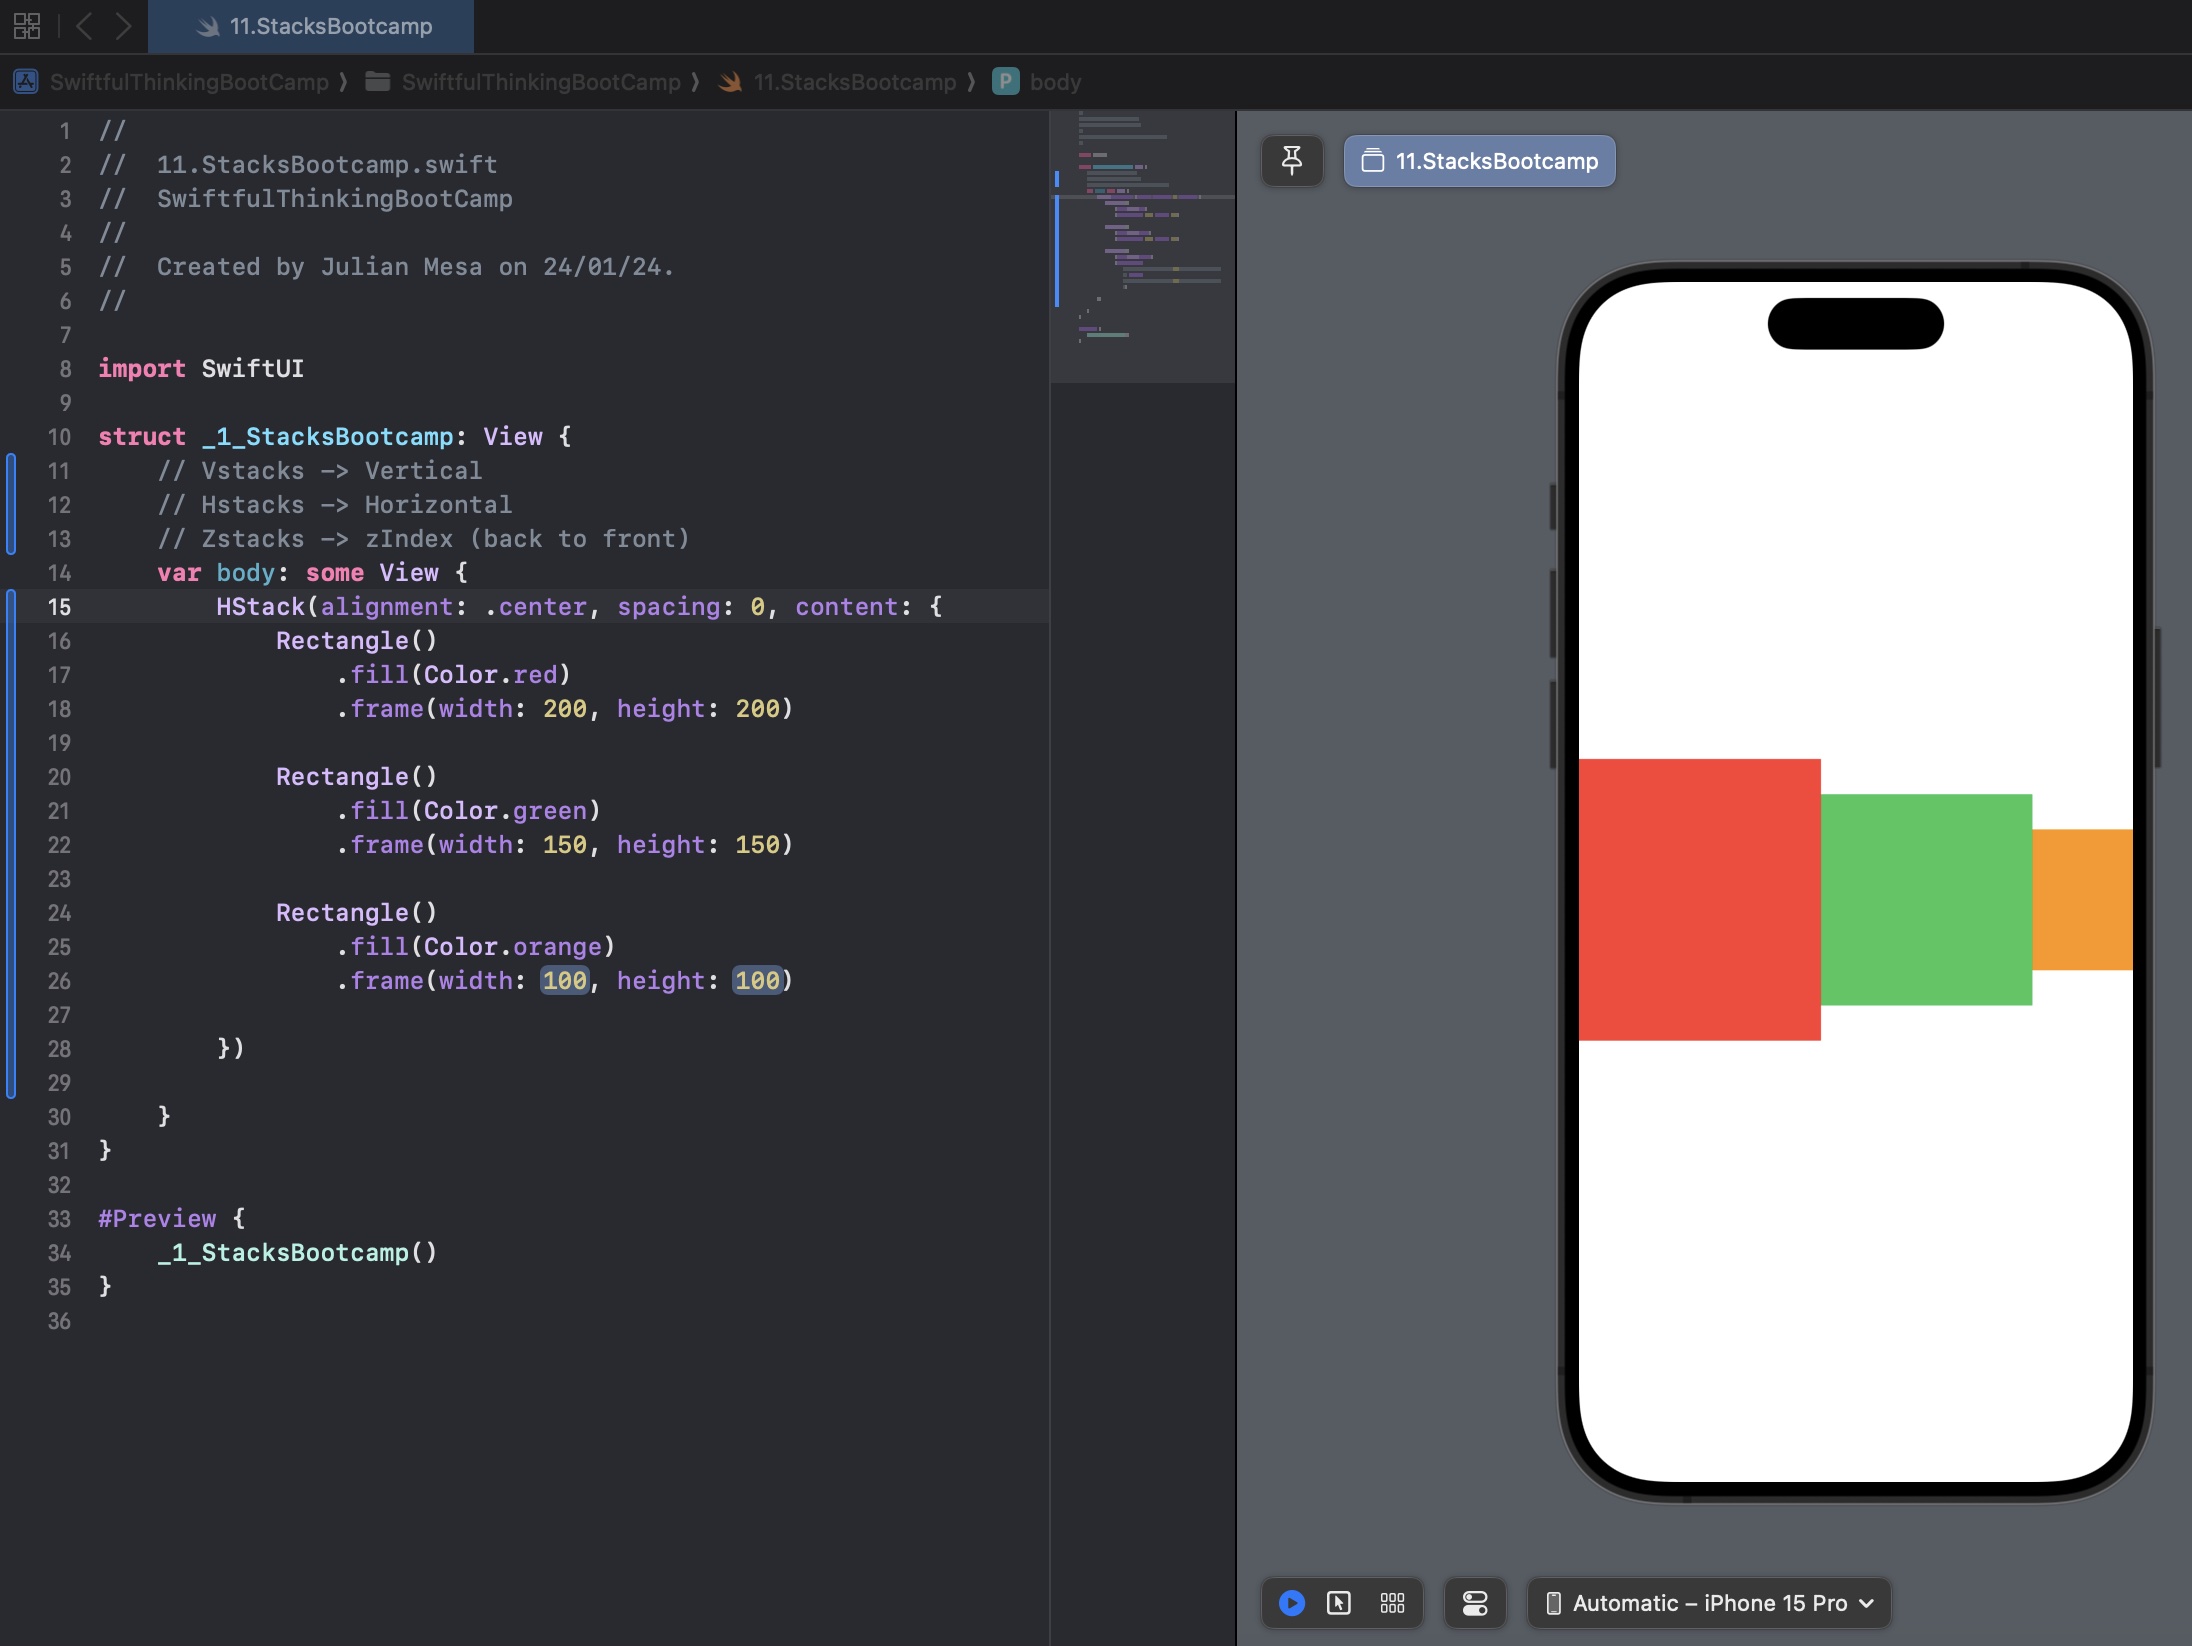 11.StacksBootcamp
SwiftfulThinkingBootCamp ⟩ SwiftfulThinkingBootCamp ⟩ 11.StacksBootcamp ⟩ P body
1 //
2 //  11.StacksBootcamp.swift
3 //  SwiftfulThinkingBootCamp
4 //
5 //  Created by Julian Mesa on 24/01/24.
6 //
7
8 import SwiftUI
9
10 struct _1_StacksBootcamp: View {
11     // Vstacks -> Vertical
12     // Hstacks -> Horizontal
13     // Zstacks -> zIndex (back to front)
14     var body: some View {
15         HStack(alignment: .center, spacing: 0, content: {
16             Rectangle()
17                 .fill(Color.red)
18                 .frame(width: 200, height: 200)
19
20             Rectangle()
21                 .fill(Color.green)
22                 .frame(width: 150, height: 150)
23
24             Rectangle()
25                 .fill(Color.orange)
26                 .frame(width: 100, height: 100)
27
28         })
29
30     }
31 }
32
33 #Preview {
34     _1_StacksBootcamp()
35 }
36
11.StacksBootcamp
Automatic – iPhone 15 Pro